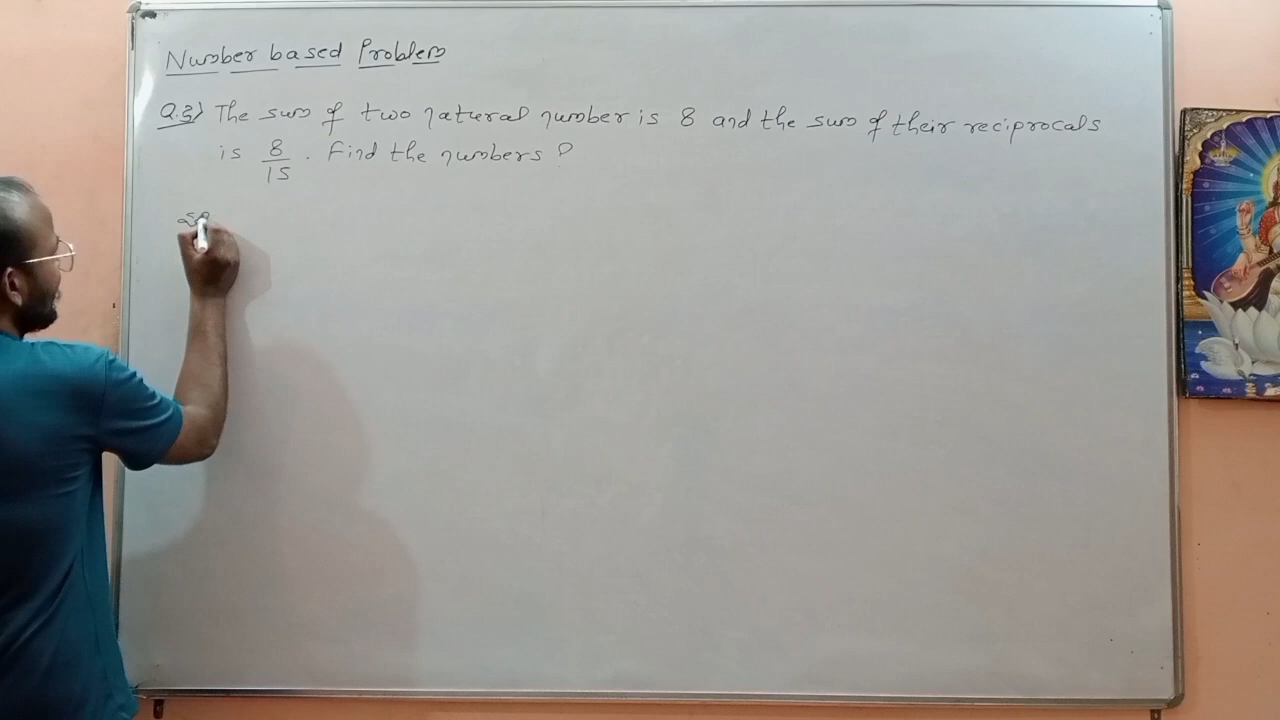 Number based Problem
Q.3) The sum of two natural number is 8 and the sum of their reciprocals
is 8/15. Find the numbers?